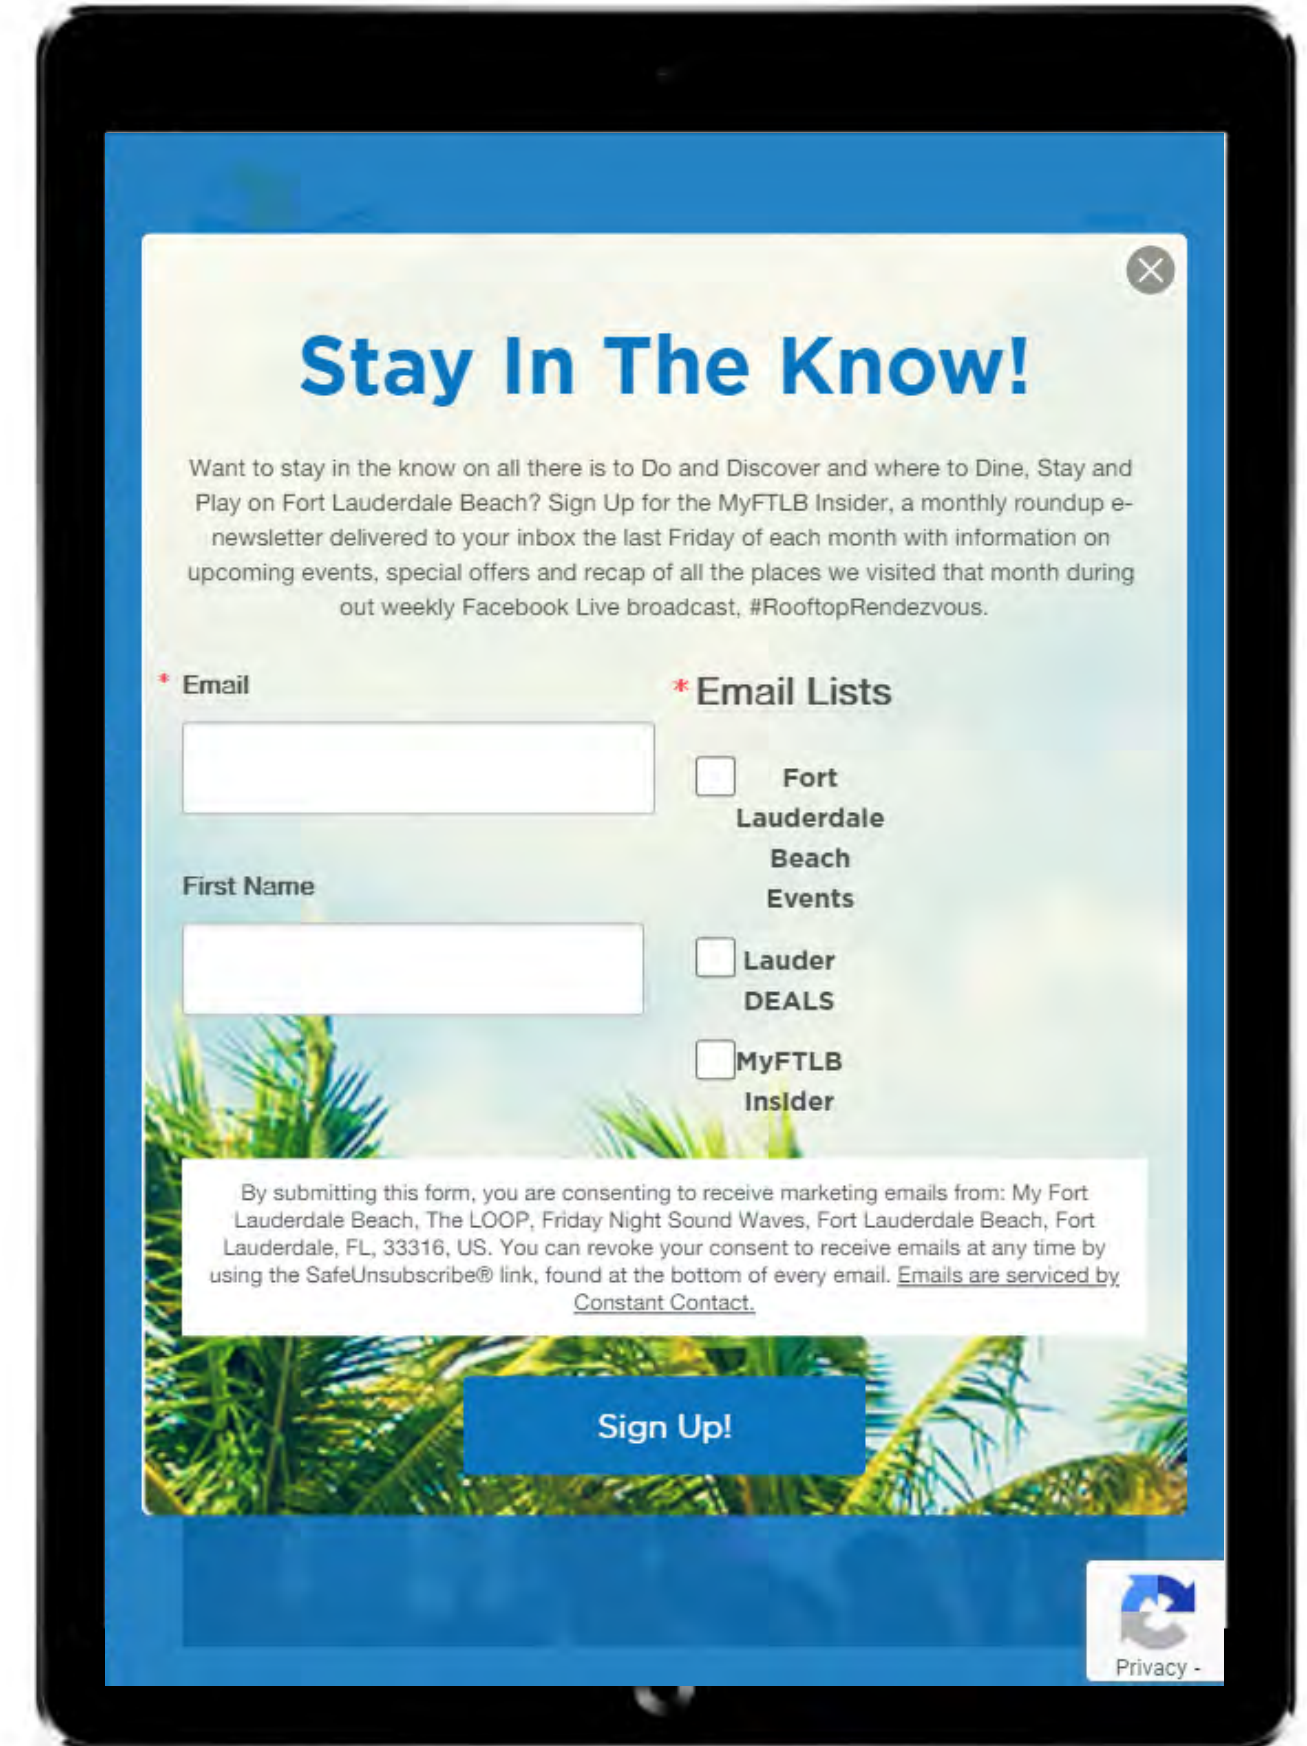 Stay In The Know!
Want to stay in the know on all there is to Do and Discover and where to Dine, Stay and
Play on Fort Lauderdale Beach? Sign Up for the MyFTLB Insider, a monthly roundup e-
newsletter delivered to your inbox the last Friday of each month with information on
upcoming events, special offers and recap of all the places we visited that month during
out weekly Facebook Live broadcast, #RooftopRendezvous.
* Email
* Email Lists
Fort
Lauderdale
Beach
Events
First Name
Lauder
DEALS
MyFTLB
Insider
By submitting this form, you are consenting to receive marketing emails from: My Fort
Lauderdale Beach, The LOOP, Friday Night Sound Waves, Fort Lauderdale Beach, Fort
Lauderdale, FL, 33316, US. You can revoke your consent to receive emails at any time by
using the SafeUnsubscribe® link, found at the bottom of every email. Emails are serviced by
Constant Contact.
Sign Up!
Privacy -